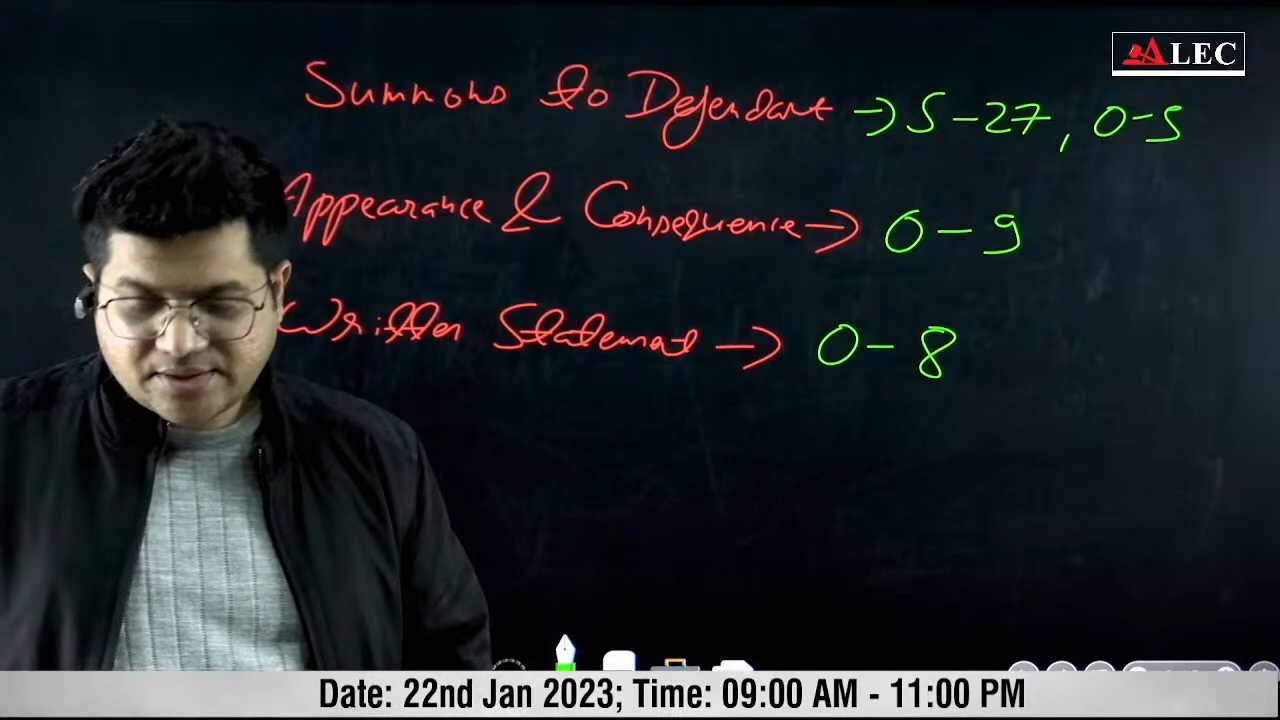 ALEC
Summons to Defendant → S-27, O-5
Appearance & Consequence → O-9
Written Statement → O-8
Date: 22nd Jan 2023; Time: 09:00 AM - 11:00 PM